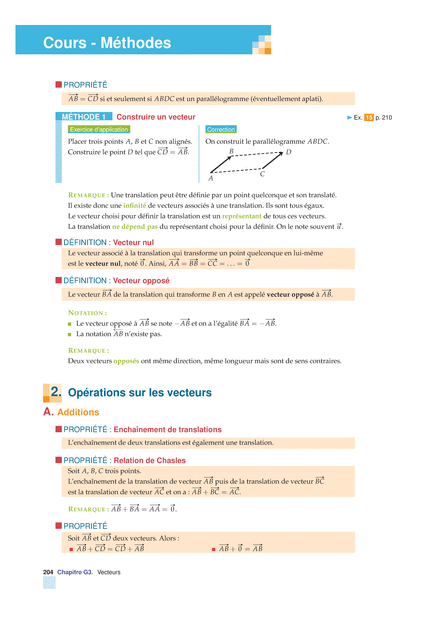 Cours - Méthodes
PROPRIÉTÉ
$\overrightarrow{AB} = \overrightarrow{CD}$ si et seulement si ABDC est un parallélogramme (éventuellement aplati).
MÉTHODE 1 Construire un vecteur ► Ex. 15 p. 210
Exercice d'application
Placer trois points A, B et C non alignés.
Construire le point D tel que $\overrightarrow{CD} = \overrightarrow{AB}$.
Correction
On construit le parallélogramme ABDC.
B
D
C
A
REMARQUE : Une translation peut être définie par un point quelconque et son translaté.
Il existe donc une infinité de vecteurs associés à une translation. Ils sont tous égaux.
Le vecteur choisi pour définir la translation est un représentant de tous ces vecteurs.
La translation ne dépend pas du représentant choisi pour la définir. On le note souvent $\vec{u}$.
DÉFINITION : Vecteur nul
Le vecteur associé à la translation qui transforme un point quelconque en lui-même
est le vecteur nul, noté $\vec{0}$. Ainsi, $\overrightarrow{AA} = \overrightarrow{BB} = \overrightarrow{CC} = \ldots = \vec{0}$
DÉFINITION : Vecteur opposé
Le vecteur $\overrightarrow{BA}$ de la translation qui transforme B en A est appelé vecteur opposé à $\overrightarrow{AB}$.
NOTATION :
Le vecteur opposé à $\overrightarrow{AB}$ se note $-\overrightarrow{AB}$ et on a l'égalité $\overrightarrow{BA} = -\overrightarrow{AB}$.
La notation $\overleftarrow{AB}$ n'existe pas.
REMARQUE :
Deux vecteurs opposés ont même direction, même longueur mais sont de sens contraires.
2. Opérations sur les vecteurs
A. Additions
PROPRIÉTÉ : Enchaînement de translations
L'enchaînement de deux translations est également une translation.
PROPRIÉTÉ : Relation de Chasles
Soit A, B, C trois points.
L'enchaînement de la translation de vecteur $\overrightarrow{AB}$ puis de la translation de vecteur $\overrightarrow{BC}$
est la translation de vecteur $\overrightarrow{AC}$ et on a : $\overrightarrow{AB} + \overrightarrow{BC} = \overrightarrow{AC}$.
REMARQUE : $\overrightarrow{AB} + \overrightarrow{BA} = \overrightarrow{AA} = \vec{0}$.
PROPRIÉTÉ
Soit $\overrightarrow{AB}$ et $\overrightarrow{CD}$ deux vecteurs. Alors :
$\overrightarrow{AB} + \overrightarrow{CD} = \overrightarrow{CD} + \overrightarrow{AB}$ $\overrightarrow{AB} + \vec{0} = \overrightarrow{AB}$
204 Chapitre G3. Vecteurs